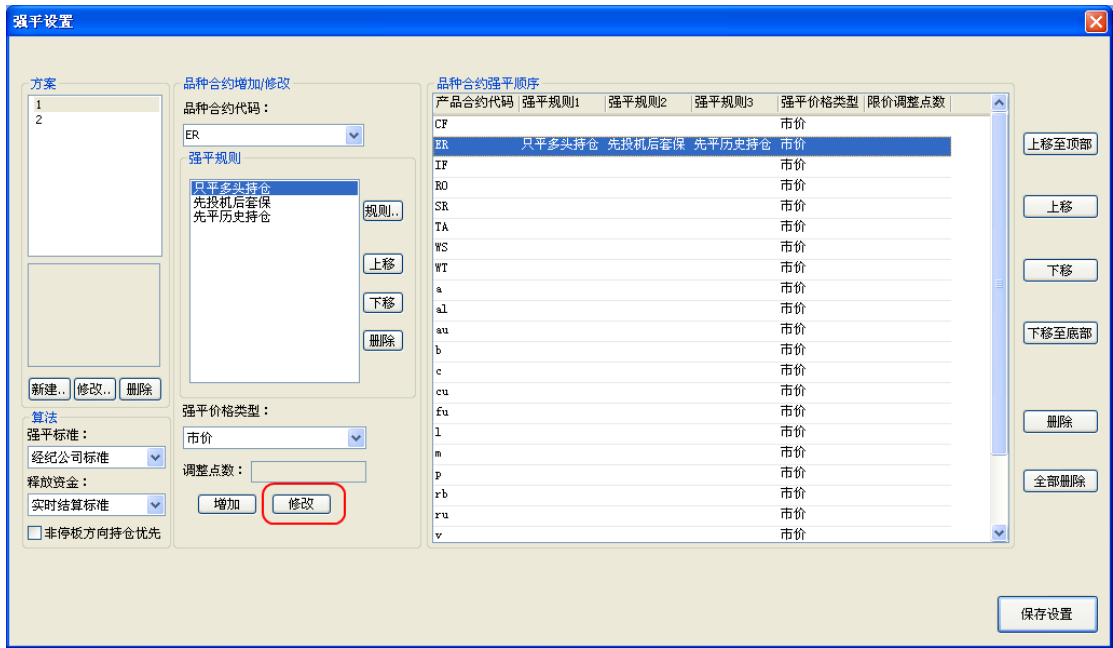 强平设置
方案
1
2
新建..
修改..
删除
算法
强平标准：
经纪公司标准
释放资金：
实时结算标准
非停板方向持仓优先
品种合约增加/修改
品种合约代码：
ER
强平规则
只平多头持仓
先投机后套保
先平历史持仓
规则..
上移
下移
删除
强平价格类型：
市价
调整点数：
增加
修改
品种合约强平顺序
产品合约代码 强平规则1 强平规则2 强平规则3 强平价格类型 限价调整点数
CF 市价
ER 只平多头持仓 先投机后套保 先平历史持仓 市价
IF 市价
RO 市价
SR 市价
TA 市价
WS 市价
WT 市价
a 市价
al 市价
au 市价
b 市价
c 市价
cu 市价
fu 市价
l 市价
m 市价
p 市价
rb 市价
ru 市价
v 市价
上移至顶部
上移
下移
下移至底部
删除
全部删除
保存设置